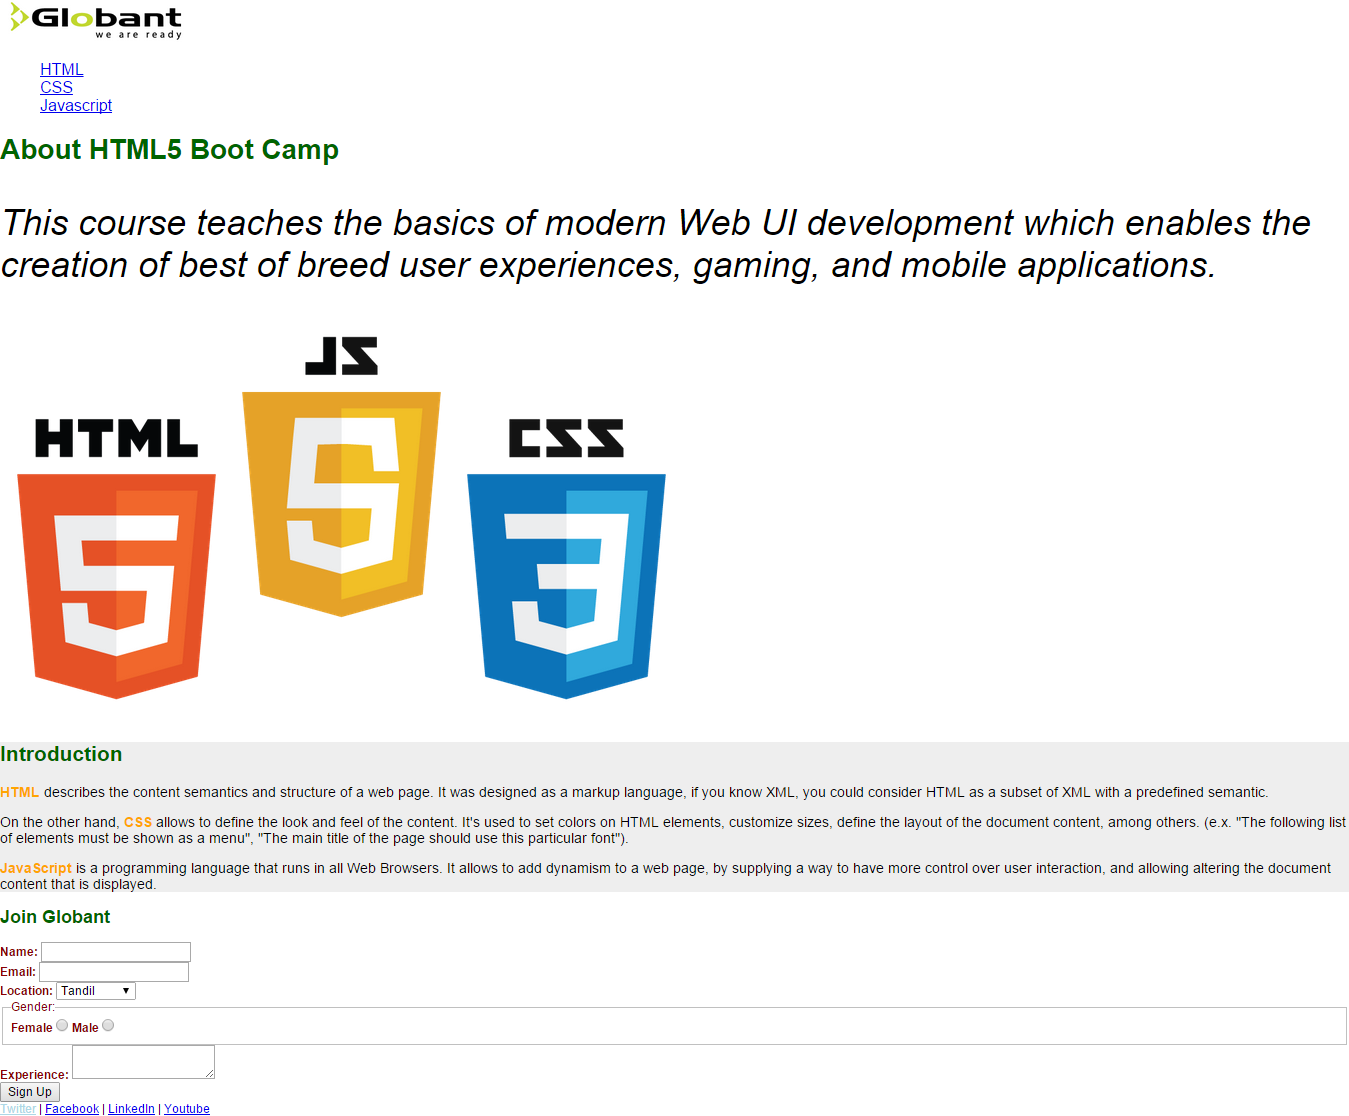 Globant
we are ready
HTML
CSS
Javascript
About HTML5 Boot Camp
This course teaches the basics of modern Web UI development which enables the
creation of best of breed user experiences, gaming, and mobile applications.
JS
HTML
CSS
5
5
3
Introduction
HTML describes the content semantics and structure of a web page. It was designed as a markup language, if you know XML, you could consider HTML as a subset of XML with a predefined semantic.
On the other hand, CSS allows to define the look and feel of the content. It's used to set colors on HTML elements, customize sizes, define the layout of the document content, among others. (e.x. "The following list
of elements must be shown as a menu", "The main title of the page should use this particular font").
JavaScript is a programming language that runs in all Web Browsers. It allows to add dynamism to a web page, by supplying a way to have more control over user interaction, and allowing altering the document
content that is displayed.
Join Globant
Name:
Email:
Location: Tandil
Gender:
Female Male
Experience:
Sign Up
Twitter | Facebook | LinkedIn | Youtube